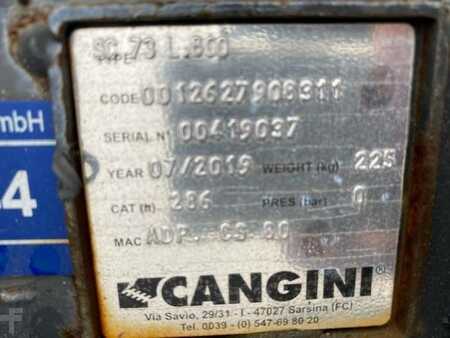 SC.73 L.800
TYPE
CODE 0012627908311
SERIAL N° 00419037
YEAR 07/2019 WEIGHT (kg) 225
CAT (lt) 286 PRES (bar) 0
MAC ADP.-CS-80
CANGINI®
Via Savio, 29/31 - I - 47027 Sarsina (FC)
Tel. 0039 - (0) 547-69 80 20
mbH
4